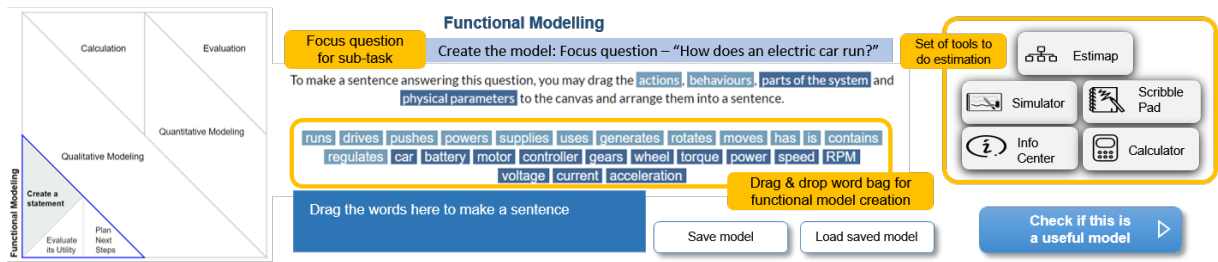 Functional Modelling
Calculation
Evaluation
Quantitative Modeling
Qualitative Modeling
Functional Modeling
Create a
statement
Evaluate
its Utility
Plan
Next
Steps
Focus question
for sub-task
Create the model: Focus question – “How does an electric car run?”
To make a sentence answering this question, you may drag the actions, behaviours, parts of the system and
physical parameters to the canvas and arrange them into a sentence.
runs drives pushes powers supplies uses generates rotates moves has is contains
regulates car battery motor controller gears wheel torque power speed RPM
voltage current acceleration
Drag & drop word bag for
functional model creation
Drag the words here to make a sentence
Save model
Load saved model
Set of tools to
do estimation
Estimap
Simulator
Scribble
Pad
Info
Center
Calculator
Check if this is
a useful model